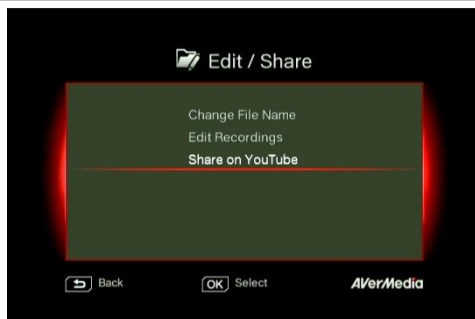 Edit / Share
Change File Name
Edit Recordings
Share on YouTube
Back
OK Select
AVerMedia